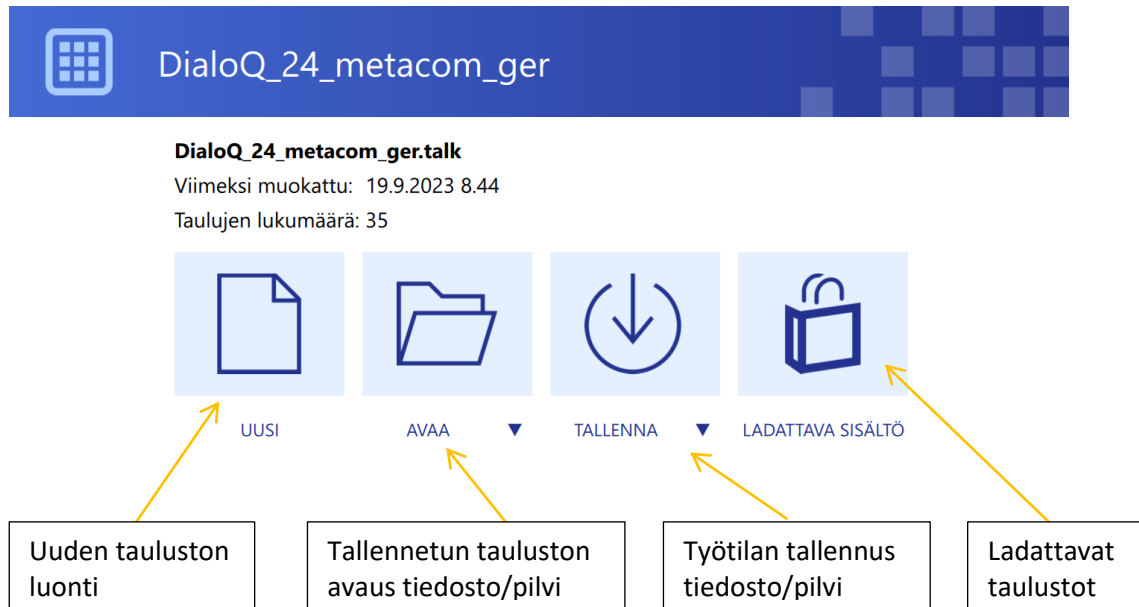 DialoQ_24_metacom_ger
DialoQ_24_metacom_ger.talk
Viimeksi muokattu: 19.9.2023 8.44
Taulujen lukumäärä: 35
UUSI
AVAA ▼
TALLENNA ▼
LADATTAVA SISÄLTÖ
Uuden tauluston
luonti
Tallennetun tauluston
avaus tiedosto/pilvi
Työtilan tallennus
tiedosto/pilvi
Ladattavat
taulustot